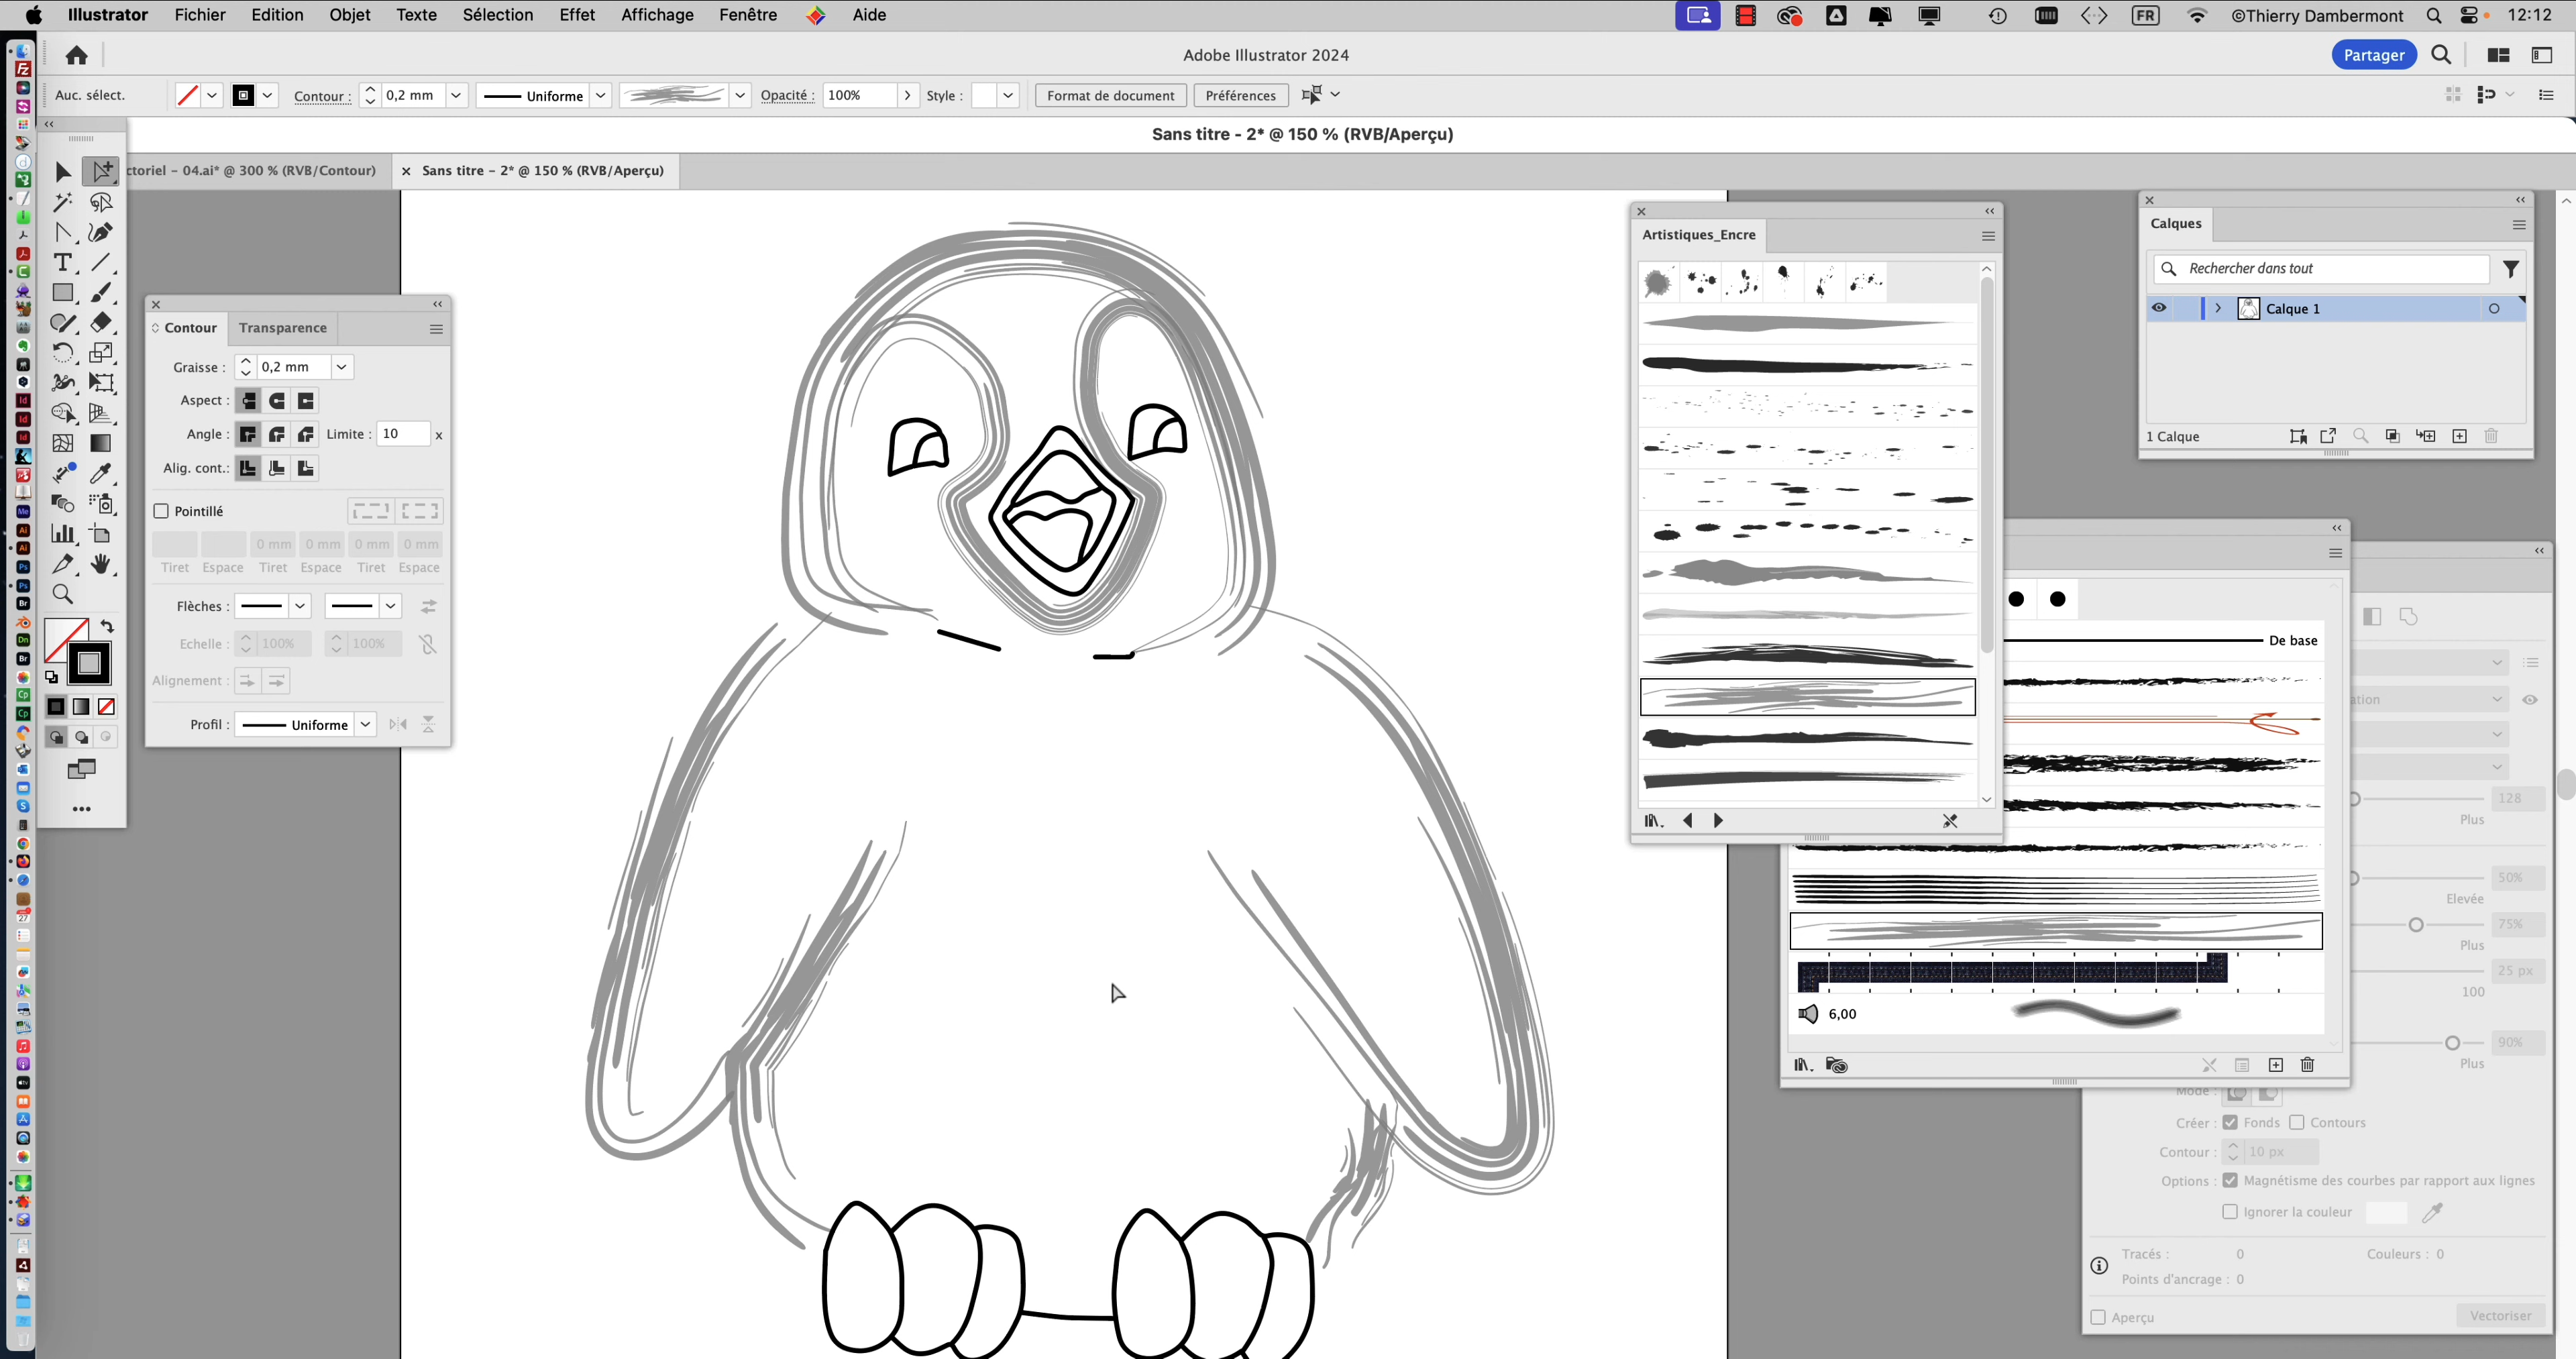 Illustrator Fichier Edition Objet Texte Sélection Effet Affichage Fenêtre Aide FR ©Thierry Dambermont 12:12
Adobe Illustrator 2024 Partager
Auc. sélect. Contour : 0,2 mm Uniforme Opacité : 100% Style : Format de document Préférences
Sans titre - 2* @ 150 % (RVB/Aperçu)
ctoriel – 04.ai* @ 300 % (RVB/Contour) × Sans titre – 2* @ 150 % (RVB/Aperçu)
Contour Transparence
Graisse : 0,2 mm
Aspect :
Angle : Limite : 10 x
Alig. cont.:
Pointillé
0 mm 0 mm 0 mm 0 mm
Tiret Espace Tiret Espace Tiret Espace
Flèches :
Echelle : 100% 100%
Alignement :
Profil : Uniforme
Artistiques_Encre
Calques
Rechercher dans tout
Calque 1
1 Calque
De base
6,00
ation
128
Plus
50%
Elevée
75%
Plus
25 px
100
90%
Plus
Mode :
Créer : Fonds Contours
Contour : 10 px
Options : Magnétisme des courbes par rapport aux lignes
Ignorer la couleur
Tracés : 0 Couleurs : 0
Points d'ancrage : 0
Aperçu Vectoriser